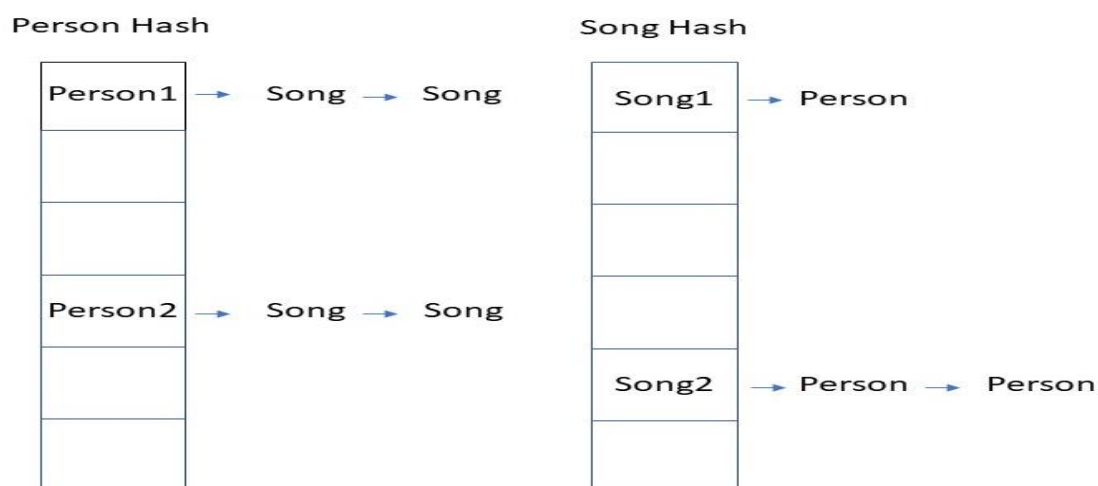 Person Hash
Person1 → Song → Song
Person2 → Song → Song
Song Hash
Song1 → Person
Song2 → Person → Person